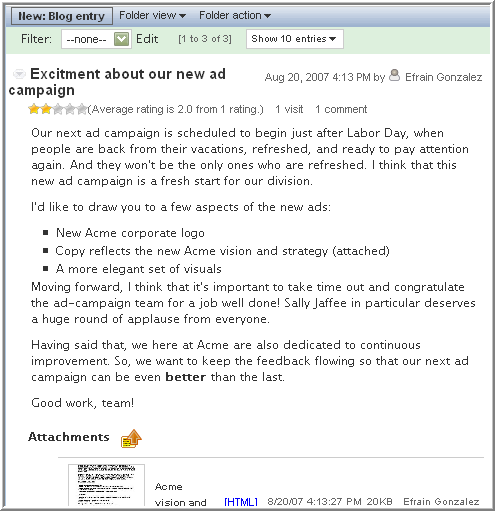 New: Blog entry Folder view Folder action
Filter: --none-- Edit [1 to 3 of 3] Show 10 entries
Excitment about our new ad campaign Aug 20, 2007 4:13 PM by Efrain Gonzalez
(Average rating is 2.0 from 1 rating.) 1 visit 1 comment
Our next ad campaign is scheduled to begin just after Labor Day, when
people are back from their vacations, refreshed, and ready to pay attention
again. And they won't be the only ones who are refreshed. I think that this
new ad campaign is a fresh start for our division.
I'd like to draw you to a few aspects of the new ads:
New Acme corporate logo
Copy reflects the new Acme vision and strategy (attached)
A more elegant set of visuals
Moving forward, I think that it's important to take time out and congratulate
the ad-campaign team for a job well done! Sally Jaffee in particular deserves
a huge round of applause from everyone.
Having said that, we here at Acme are also dedicated to continuous
improvement. So, we want to keep the feedback flowing so that our next ad
campaign can be even better than the last.
Good work, team!
Attachments
Acme
vision and [HTML] 8/20/07 4:13:27 PM 20KB Efrain Gonzalez